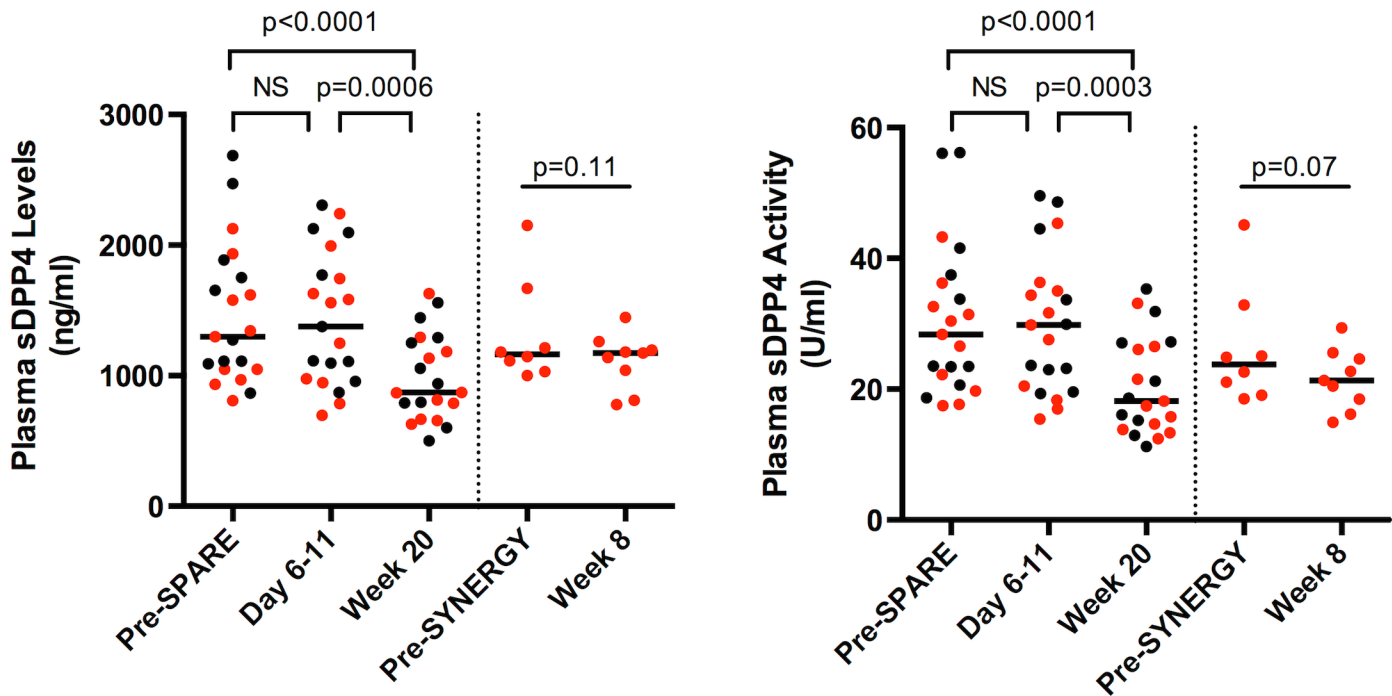 p<0.0001
NS p=0.0006
p=0.11
Plasma sDPP4 Levels
(ng/ml)
3000
2000
1000
0
Pre-SPARE
Day 6-11
Week 20
Pre-SYNERGY
Week 8
p<0.0001
NS p=0.0003
p=0.07
Plasma sDPP4 Activity
(U/ml)
60
40
20
0
Pre-SPARE
Day 6-11
Week 20
Pre-SYNERGY
Week 8